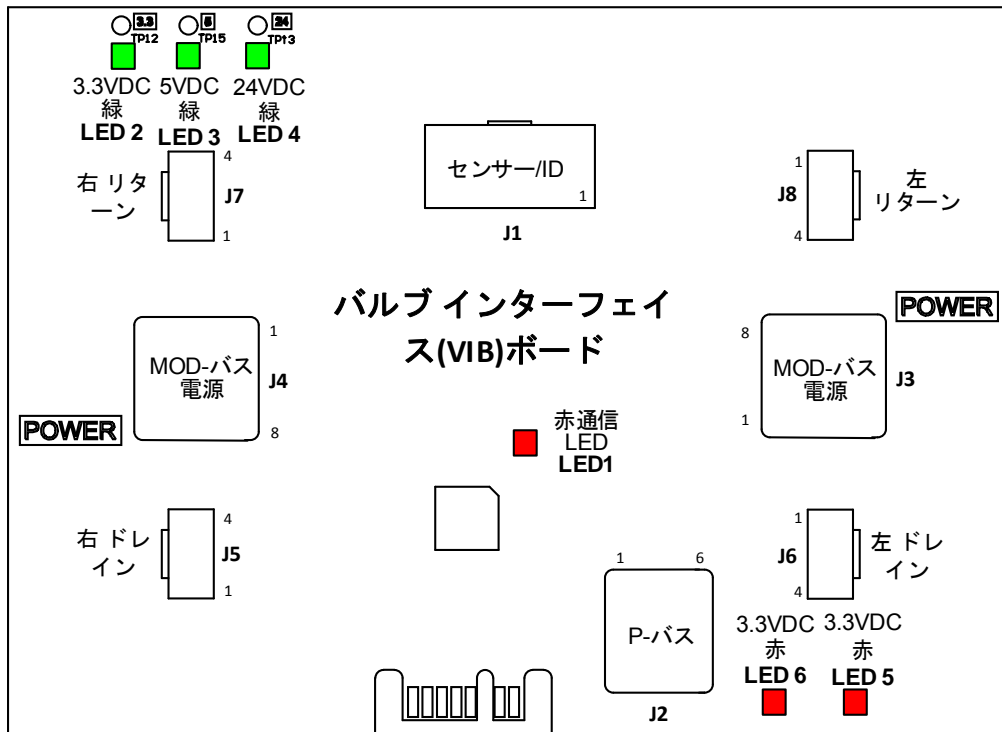 3.3
5
24
TP12
TP15
TP13
3.3VDC
緑
LED 2
5VDC
緑
LED 3
24VDC
緑
LED 4
右 リタ
ーン
4
J7
1
センサー/ID
1
J1
1
J8
4
左
リターン
バルブ インターフェイ
ス(VIB)ボード
POWER
MOD-バス
電源
1
J4
8
POWER
8
MOD-バス
電源
1
J3
赤通信
LED
LED1
右 ドレ
イン
4
J5
1
1
J6
4
左 ドレ
イン
1
6
P-バス
J2
3.3VDC
赤
LED 6
3.3VDC
赤
LED 5